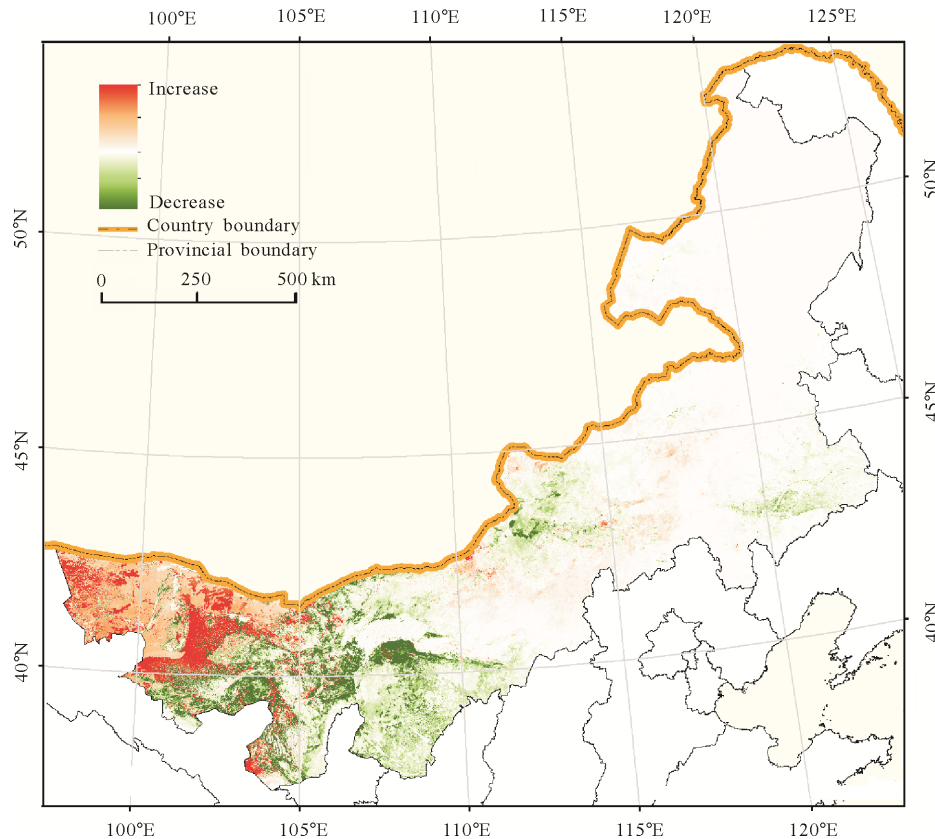 100°E 105°E 110°E 115°E 120°E 125°E
Increase
Decrease
Country boundary
Provincial boundary
0 250 500 km
50°N
45°N
40°N
50°N
45°N
40°N
100°E 105°E 110°E 115°E 120°E